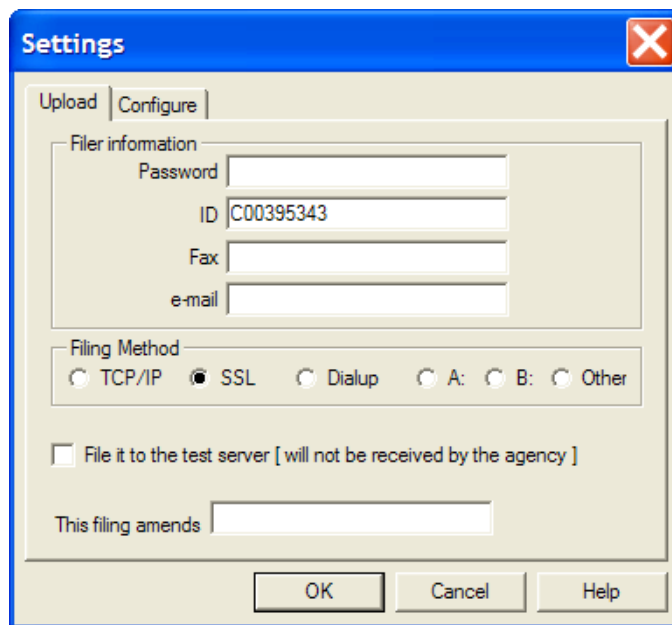 Settings
Upload Configure
Filer information
Password
ID C00395343
Fax
e-mail
Filing Method
TCP/IP SSL Dialup A: B: Other
File it to the test server [ will not be received by the agency ]
This filing amends
OK Cancel Help